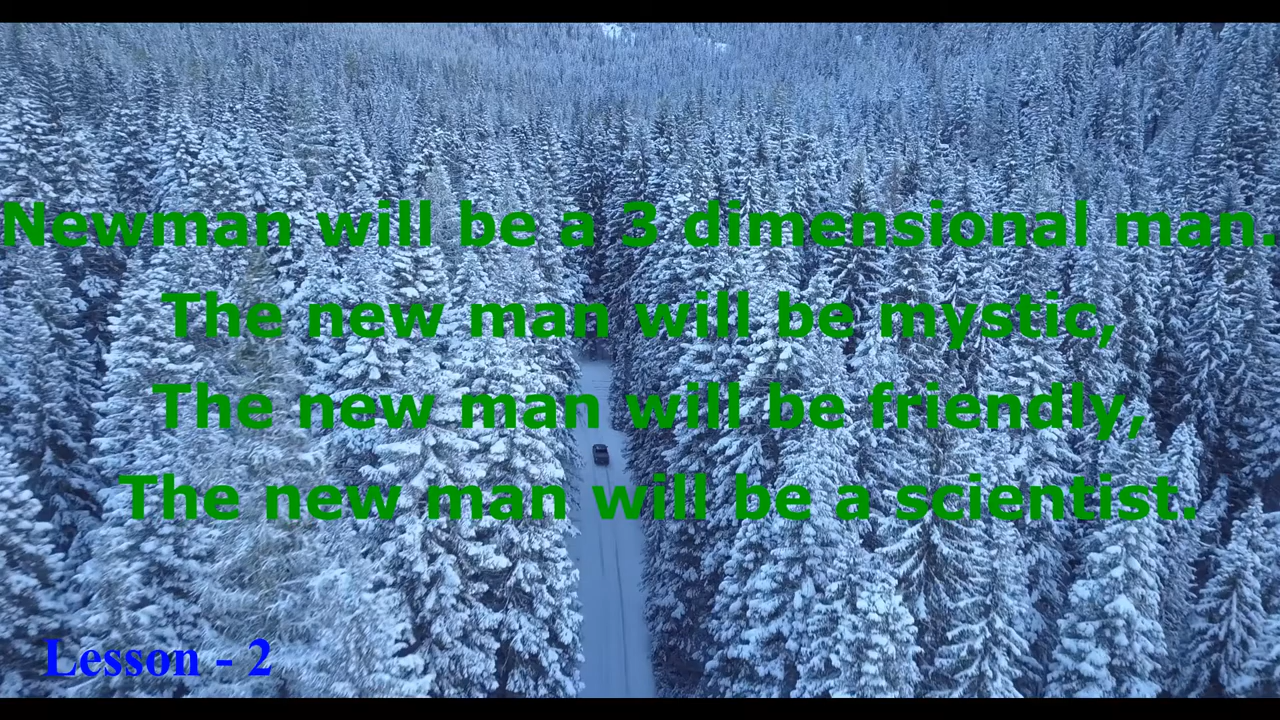 Newman will be a 3 dimensional man.
The new man will be mystic,
The new man will be friendly,
The new man will be a scientist.
Lesson - 2